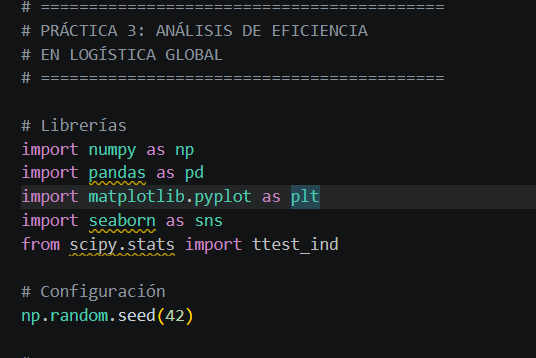 # ==========================================
# PRÁCTICA 3: ANÁLISIS DE EFICIENCIA
# EN LOGÍSTICA GLOBAL
# ==========================================
# Librerías
import numpy as np
import pandas as pd
import matplotlib.pyplot as plt
import seaborn as sns
from scipy.stats import ttest_ind
# Configuración
np.random.seed(42)